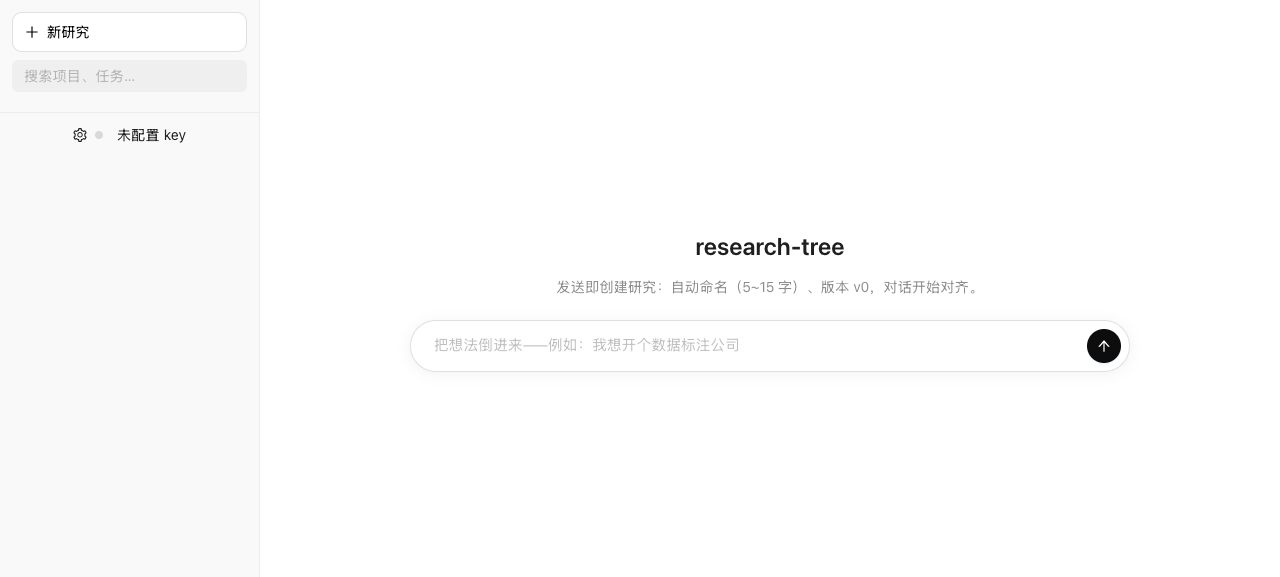 新研究
搜索项目、任务...
未配置 key
research-tree
发送即创建研究：自动命名（5~15 字）、版本 v0，对话开始对齐。
把想法倒进来——例如：我想开个数据标注公司